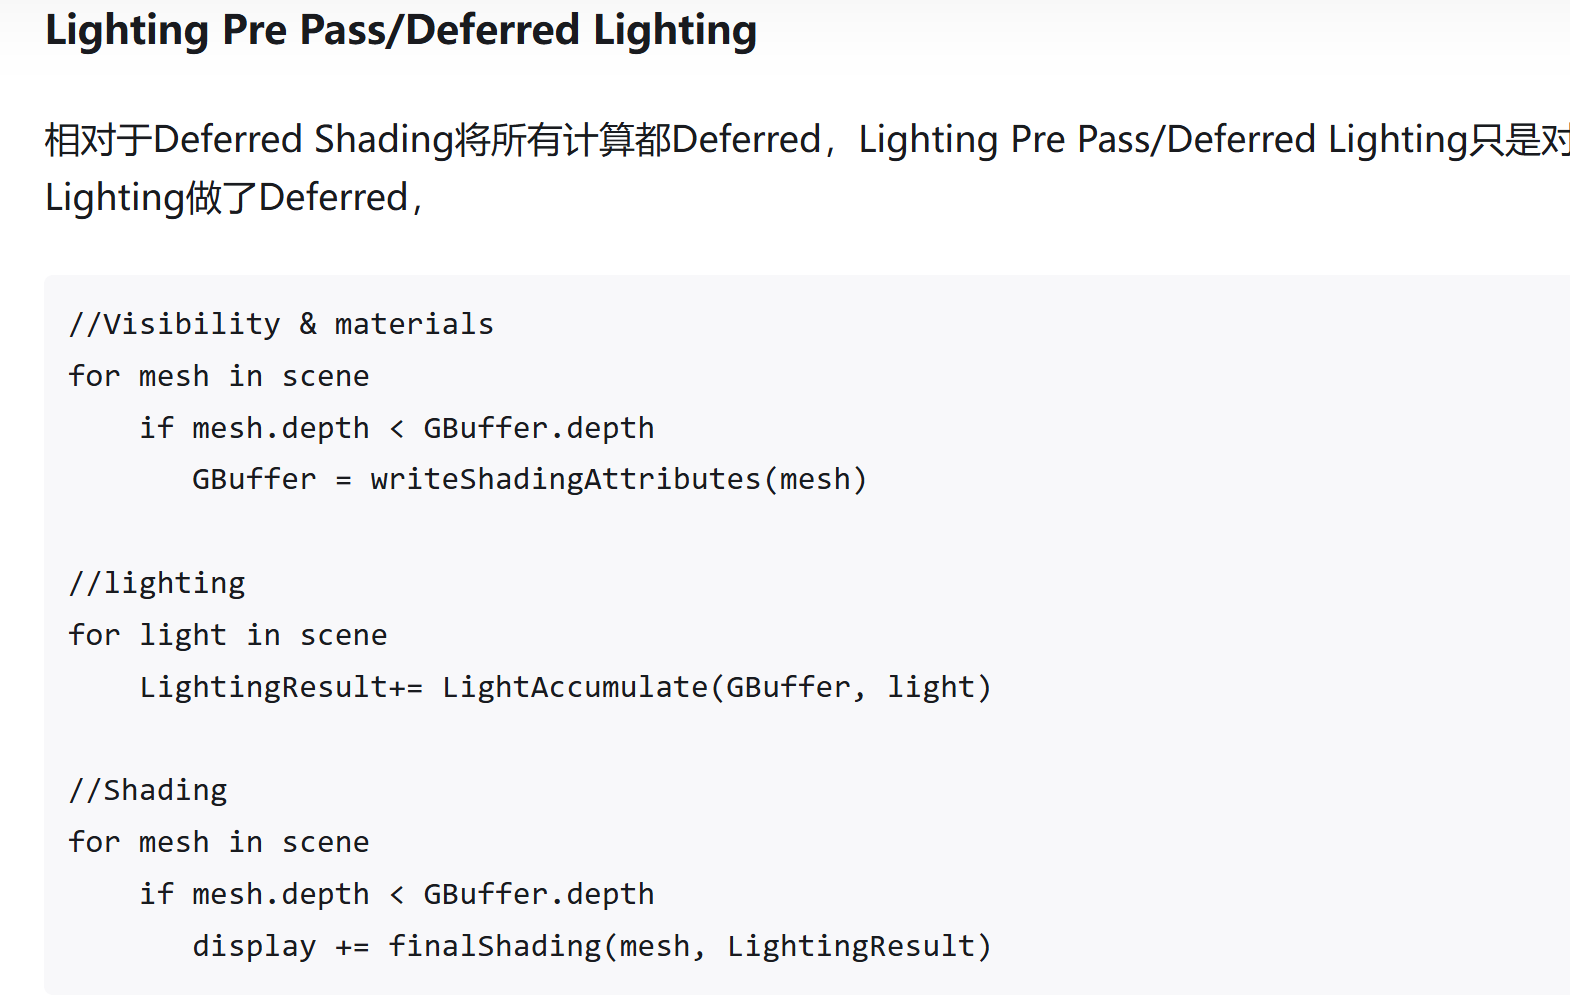 Lighting Pre Pass/Deferred Lighting
相对于Deferred Shading将所有计算都Deferred，Lighting Pre Pass/Deferred Lighting只是对
Lighting做了Deferred，
//Visibility & materials
for mesh in scene
    if mesh.depth < GBuffer.depth
       GBuffer = writeShadingAttributes(mesh)
//lighting
for light in scene
    LightingResult+= LightAccumulate(GBuffer, light)
//Shading
for mesh in scene
    if mesh.depth < GBuffer.depth
       display += finalShading(mesh, LightingResult)